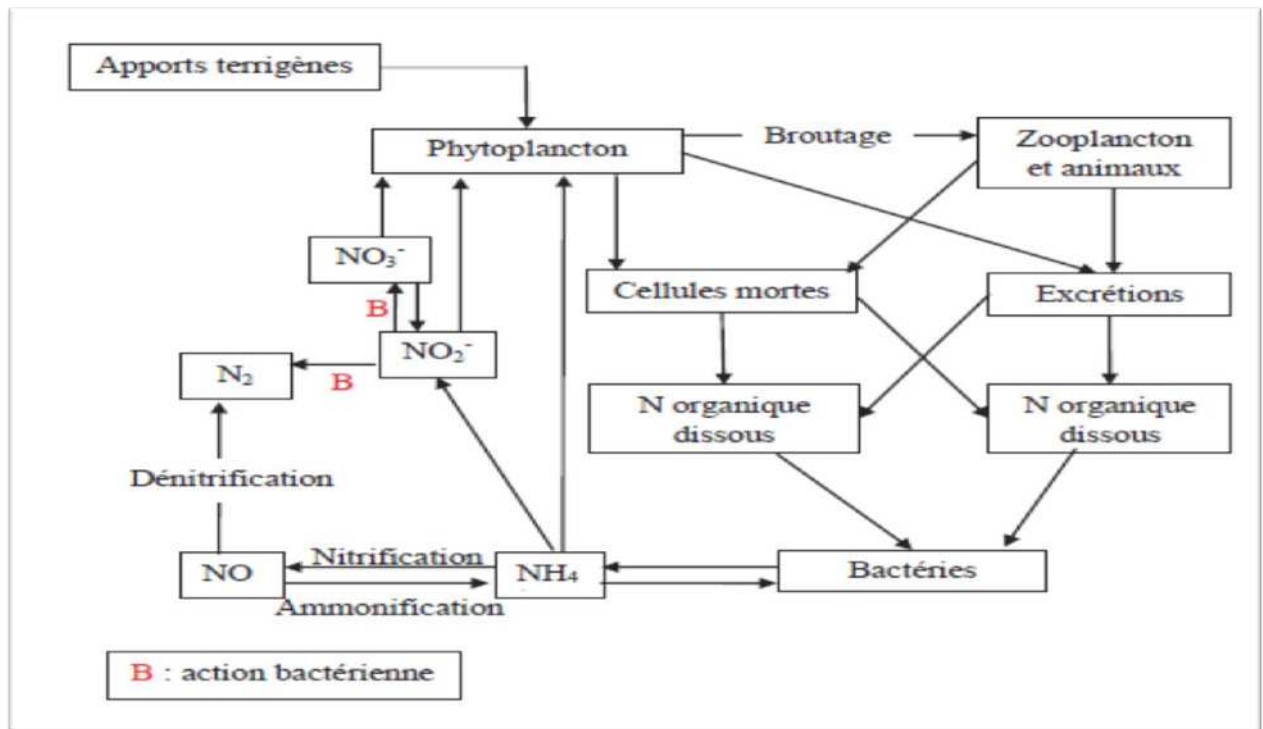 Apports terrigènes
Phytoplancton
Broutage
Zooplancton
et animaux
NO₃⁻
B
Cellules mortes
Excrétions
NO₂⁻
N₂
B
N organique
dissous
N organique
dissous
Dénitrification
NO
Nitrification
NH₄
Bactéries
Ammonification
B : action bactérienne